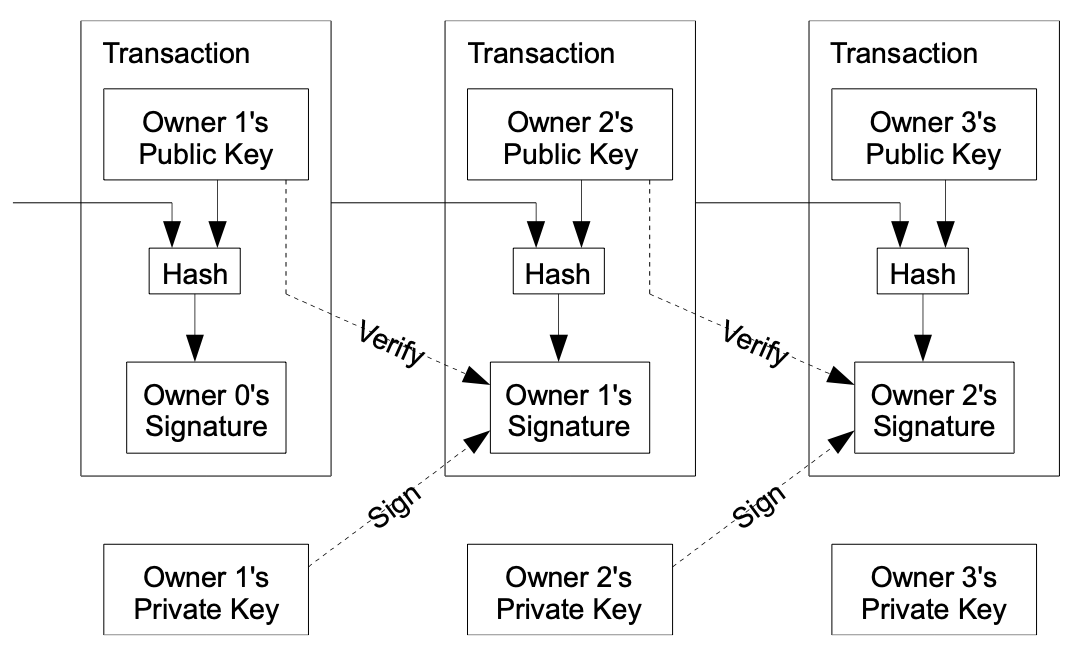 Transaction
Owner 1's
Public Key
Hash
Owner 0's
Signature
Verify
Sign
Owner 1's
Private Key
Transaction
Owner 2's
Public Key
Hash
Owner 1's
Signature
Verify
Sign
Owner 2's
Private Key
Transaction
Owner 3's
Public Key
Hash
Owner 2's
Signature
Owner 3's
Private Key